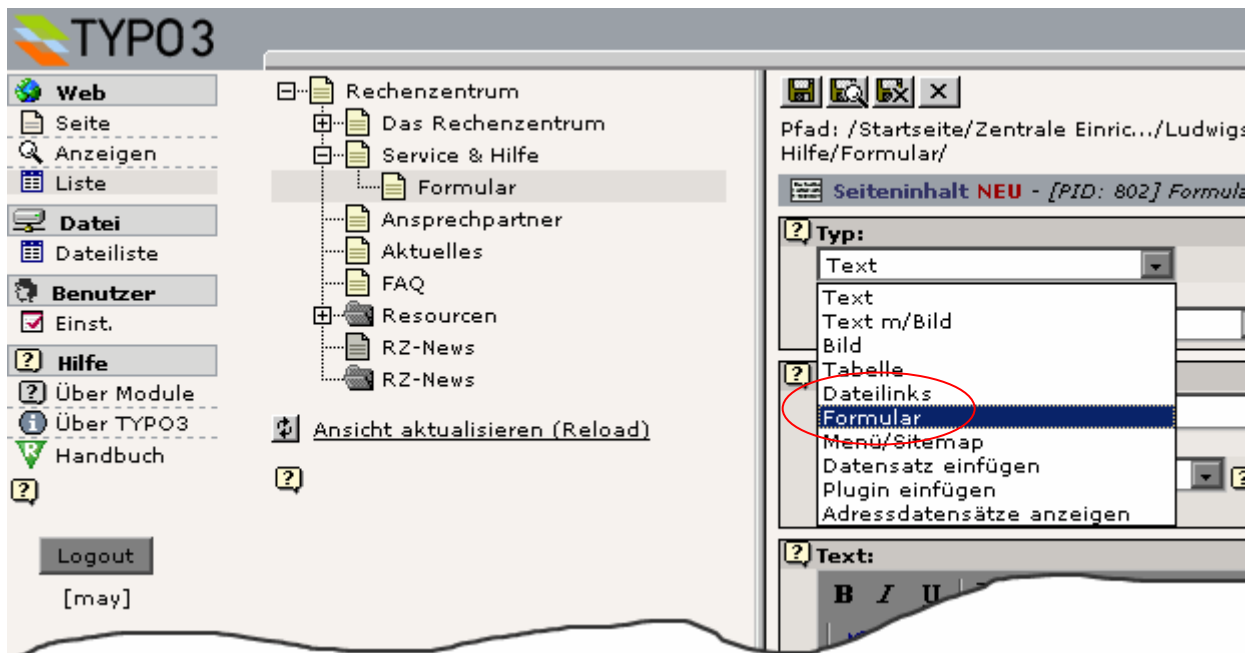 TYPO3
Web
Seite
Anzeigen
Liste
Datei
Dateiliste
Benutzer
Einst.
Hilfe
Über Module
Über TYPO3
Handbuch
Logout
[may]
Rechenzentrum
Das Rechenzentrum
Service & Hilfe
Formular
Ansprechpartner
Aktuelles
FAQ
Resourcen
RZ-News
RZ-News
Ansicht aktualisieren (Reload)
Pfad: /Startseite/Zentrale Einric.../Ludwigs
Hilfe/Formular/
Seiteninhalt NEU - [PID: 802] Formula
Typ:
Text
Text
Text m/Bild
Bild
Tabelle
Dateilinks
Formular
Menü/Sitemap
Datensatz einfügen
Plugin einfügen
Adressdatensätze anzeigen
Text:
B I U